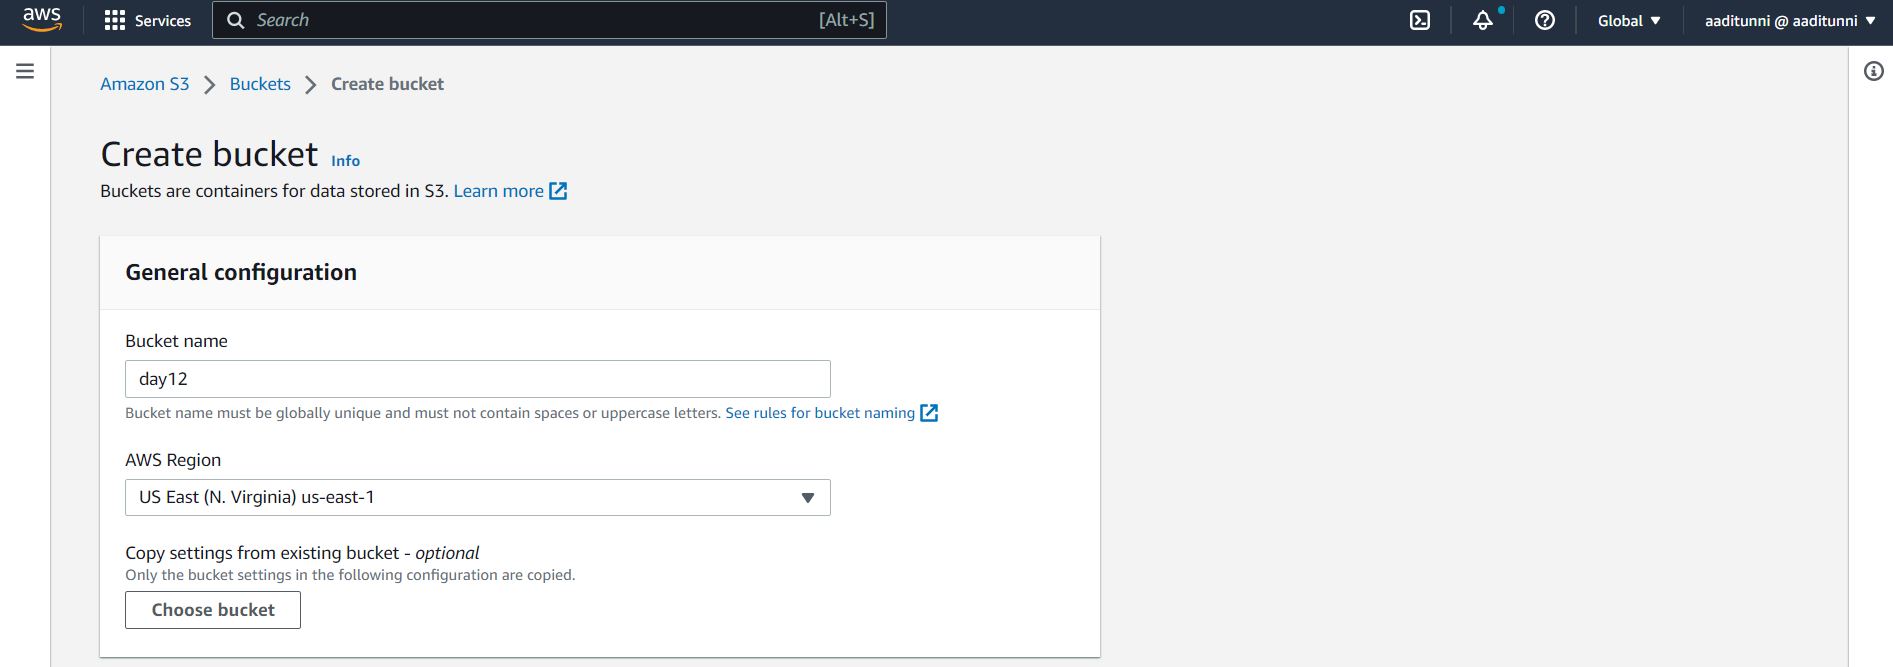 aws Services Search [Alt+S] Global aaditunni @ aaditunni
Amazon S3 Buckets Create bucket
Create bucket Info
Buckets are containers for data stored in S3. Learn more
General configuration
Bucket name
day12
Bucket name must be globally unique and must not contain spaces or uppercase letters. See rules for bucket naming
AWS Region
US East (N. Virginia) us-east-1
Copy settings from existing bucket - optional
Only the bucket settings in the following configuration are copied.
Choose bucket